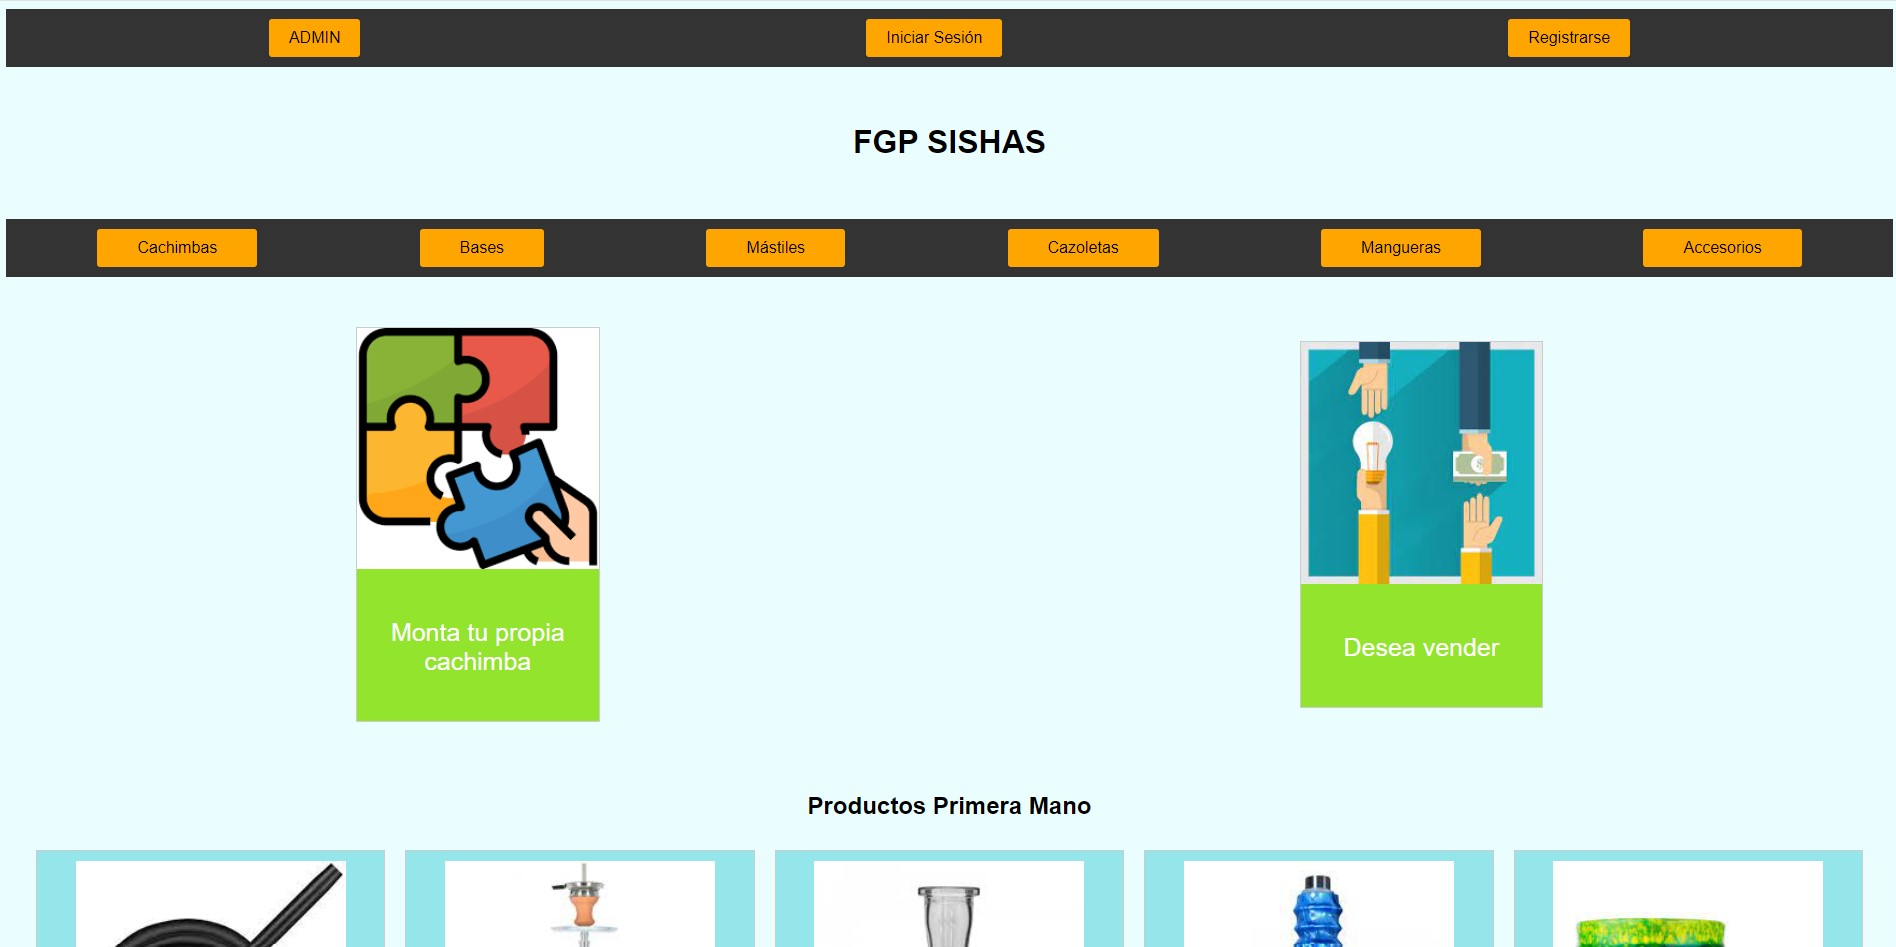 ADMIN
Iniciar Sesión
Registrarse
FGP SISHAS
Cachimbas
Bases
Mástiles
Cazoletas
Mangueras
Accesorios
Monta tu propia
cachimba
Desea vender
Productos Primera Mano